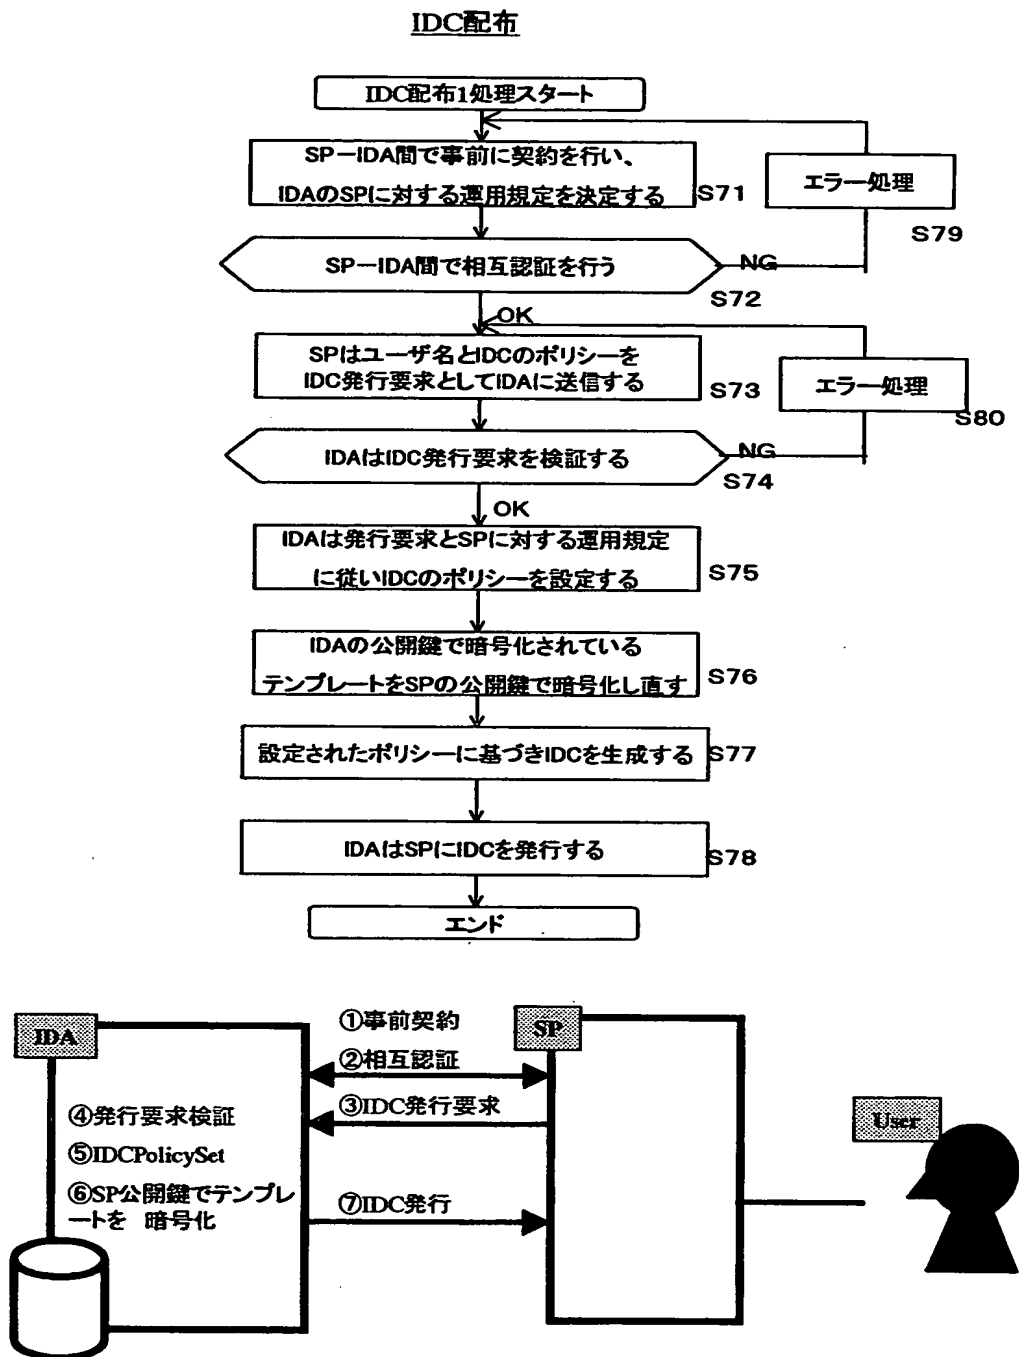 IDC配布
IDC配布1処理スタート
SP－IDA間で事前に契約を行い、
IDAのSPに対する運用規定を決定する
S71
エラー処理
S79
SP－IDA間で相互認証を行う
NG
S72
OK
SPはユーザ名とIDCのポリシーを
IDC発行要求としてIDAに送信する
S73
エラー処理
S80
IDAはIDC発行要求を検証する
NG
S74
OK
IDAは発行要求とSPに対する運用規定
に従いIDCのポリシーを設定する
S75
IDAの公開鍵で暗号化されている
テンプレートをSPの公開鍵で暗号化し直す
S76
設定されたポリシーに基づきIDCを生成する
S77
IDAはSPにIDCを発行する
S78
エンド
IDA
①事前契約
SP
②相互認証
③IDC発行要求
④発行要求検証
User
⑤IDCPolicySet
⑥SP公開鍵でテンプレ
ートを 暗号化
⑦IDC発行